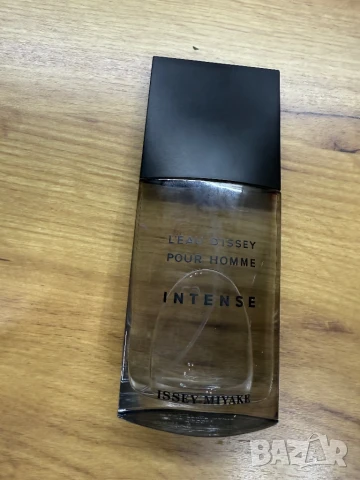 L'EAU D'ISSEY
POUR HOMME
INTENSE
ISSEY MIYAKE
BAZAR